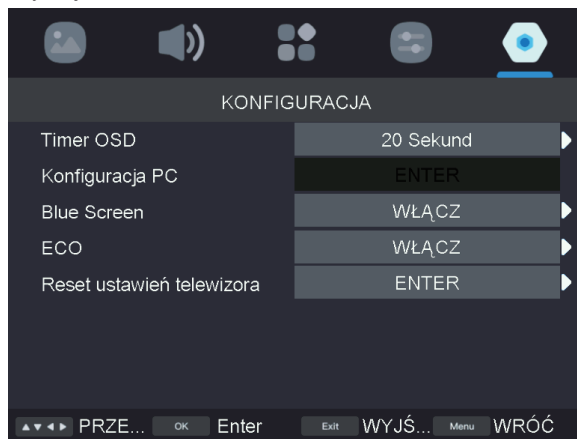 KONFIGURACJA
Timer OSD 20 Sekund
Konfiguracja PC ENTER
Blue Screen WŁĄCZ
ECO WŁĄCZ
Reset ustawień telewizora ENTER
PRZE... OK Enter Exit WYJŚ... Menu WRÓĆ